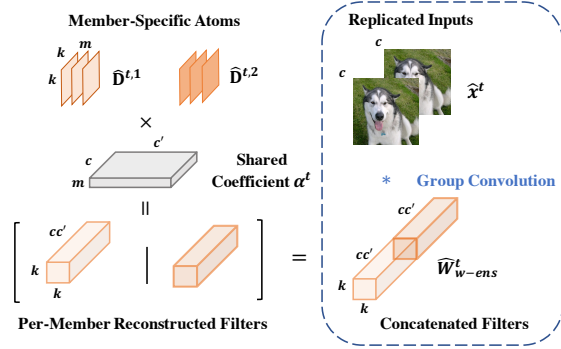 Member-Specific Atoms
k
m
k
D̂^{t,1}
D̂^{t,2}
×
c'
c
m
Shared
Coefficient α^t
=
[ cc' | ]
k
k
=
Per-Member Reconstructed Filters
Replicated Inputs
c
c
x̂^t
* Group Convolution
cc'
cc'
k
k
Ŵ^t_{w-ens}
Concatenated Filters